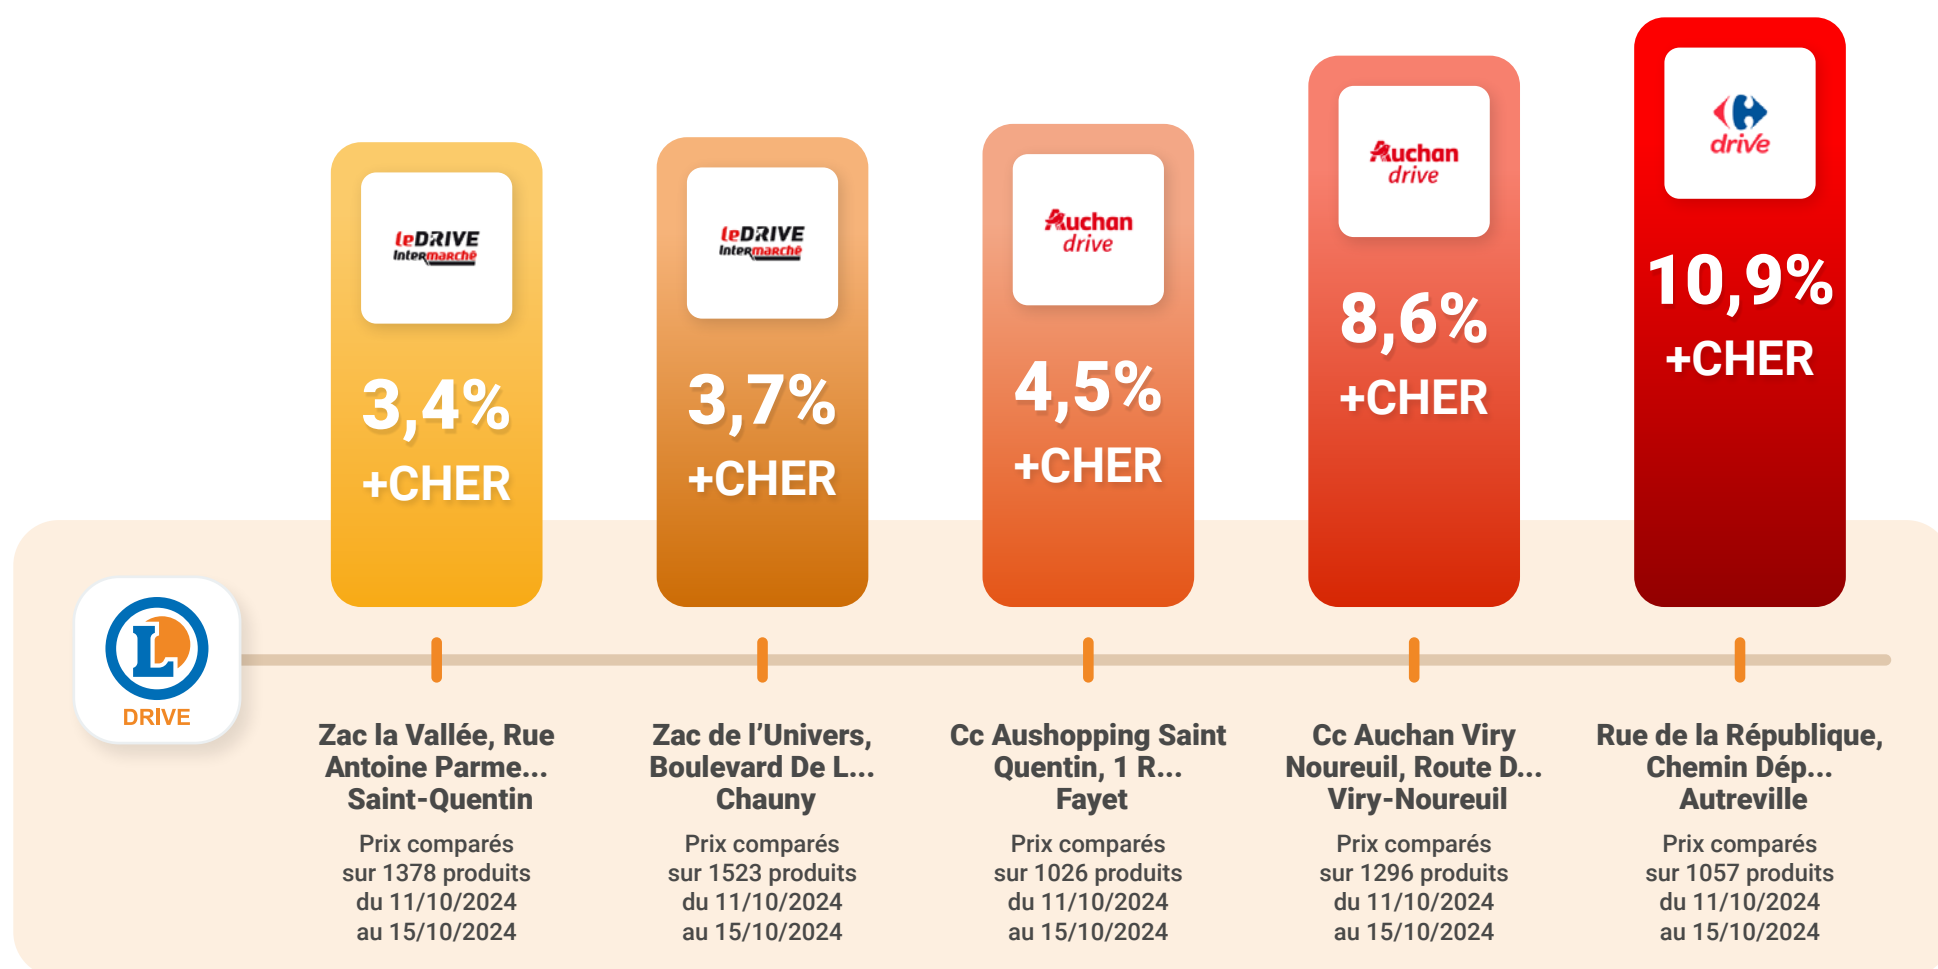 leDRIVE
Intermarché
3,4%
+CHER
leDRIVE
Intermarché
3,7%
+CHER
Auchan
drive
4,5%
+CHER
Auchan
drive
8,6%
+CHER
drive
10,9%
+CHER
L
DRIVE
Zac la Vallée, Rue
Antoine Parme...
Saint-Quentin
Prix comparés
sur 1378 produits
du 11/10/2024
au 15/10/2024
Zac de l’Univers,
Boulevard De L...
Chauny
Prix comparés
sur 1523 produits
du 11/10/2024
au 15/10/2024
Cc Aushopping Saint
Quentin, 1 R...
Fayet
Prix comparés
sur 1026 produits
du 11/10/2024
au 15/10/2024
Cc Auchan Viry
Noureuil, Route D...
Viry-Noureuil
Prix comparés
sur 1296 produits
du 11/10/2024
au 15/10/2024
Rue de la République,
Chemin Dép...
Autreville
Prix comparés
sur 1057 produits
du 11/10/2024
au 15/10/2024